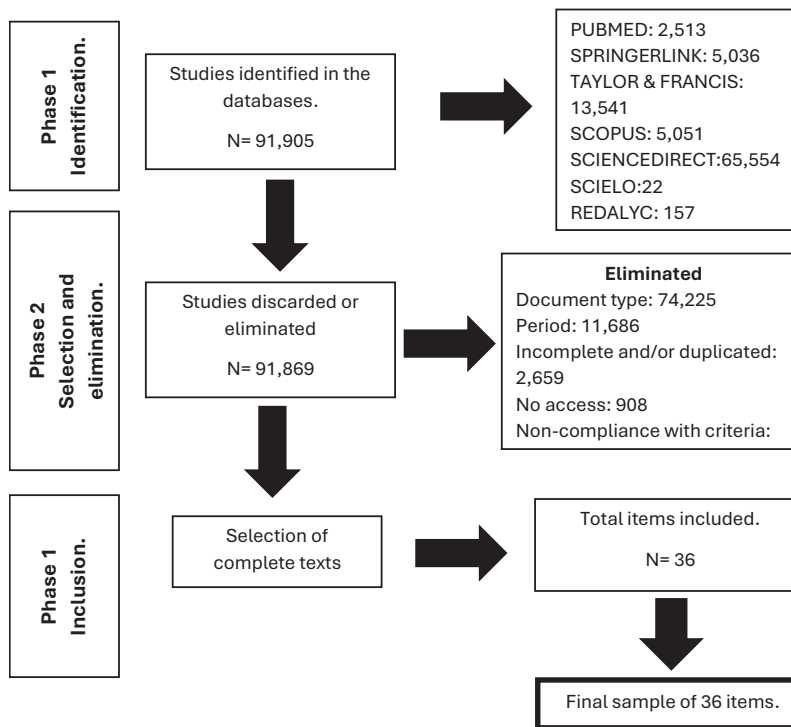 Phase 1
Identification.
Studies identified in the
databases.
N= 91,905
PUBMED: 2,513
SPRINGERLINK: 5,036
TAYLOR & FRANCIS:
13,541
SCOPUS: 5,051
SCIENCEDIRECT:65,554
SCIELO:22
REDALYC: 157
Phase 2
Selection and
elimination.
Studies discarded or
eliminated
N= 91,869
Eliminated
Document type: 74,225
Period: 11,686
Incomplete and/or duplicated:
2,659
No access: 908
Non-compliance with criteria:
Phase 1
Inclusion.
Selection of
complete texts
Total items included.
N= 36
Final sample of 36 items.